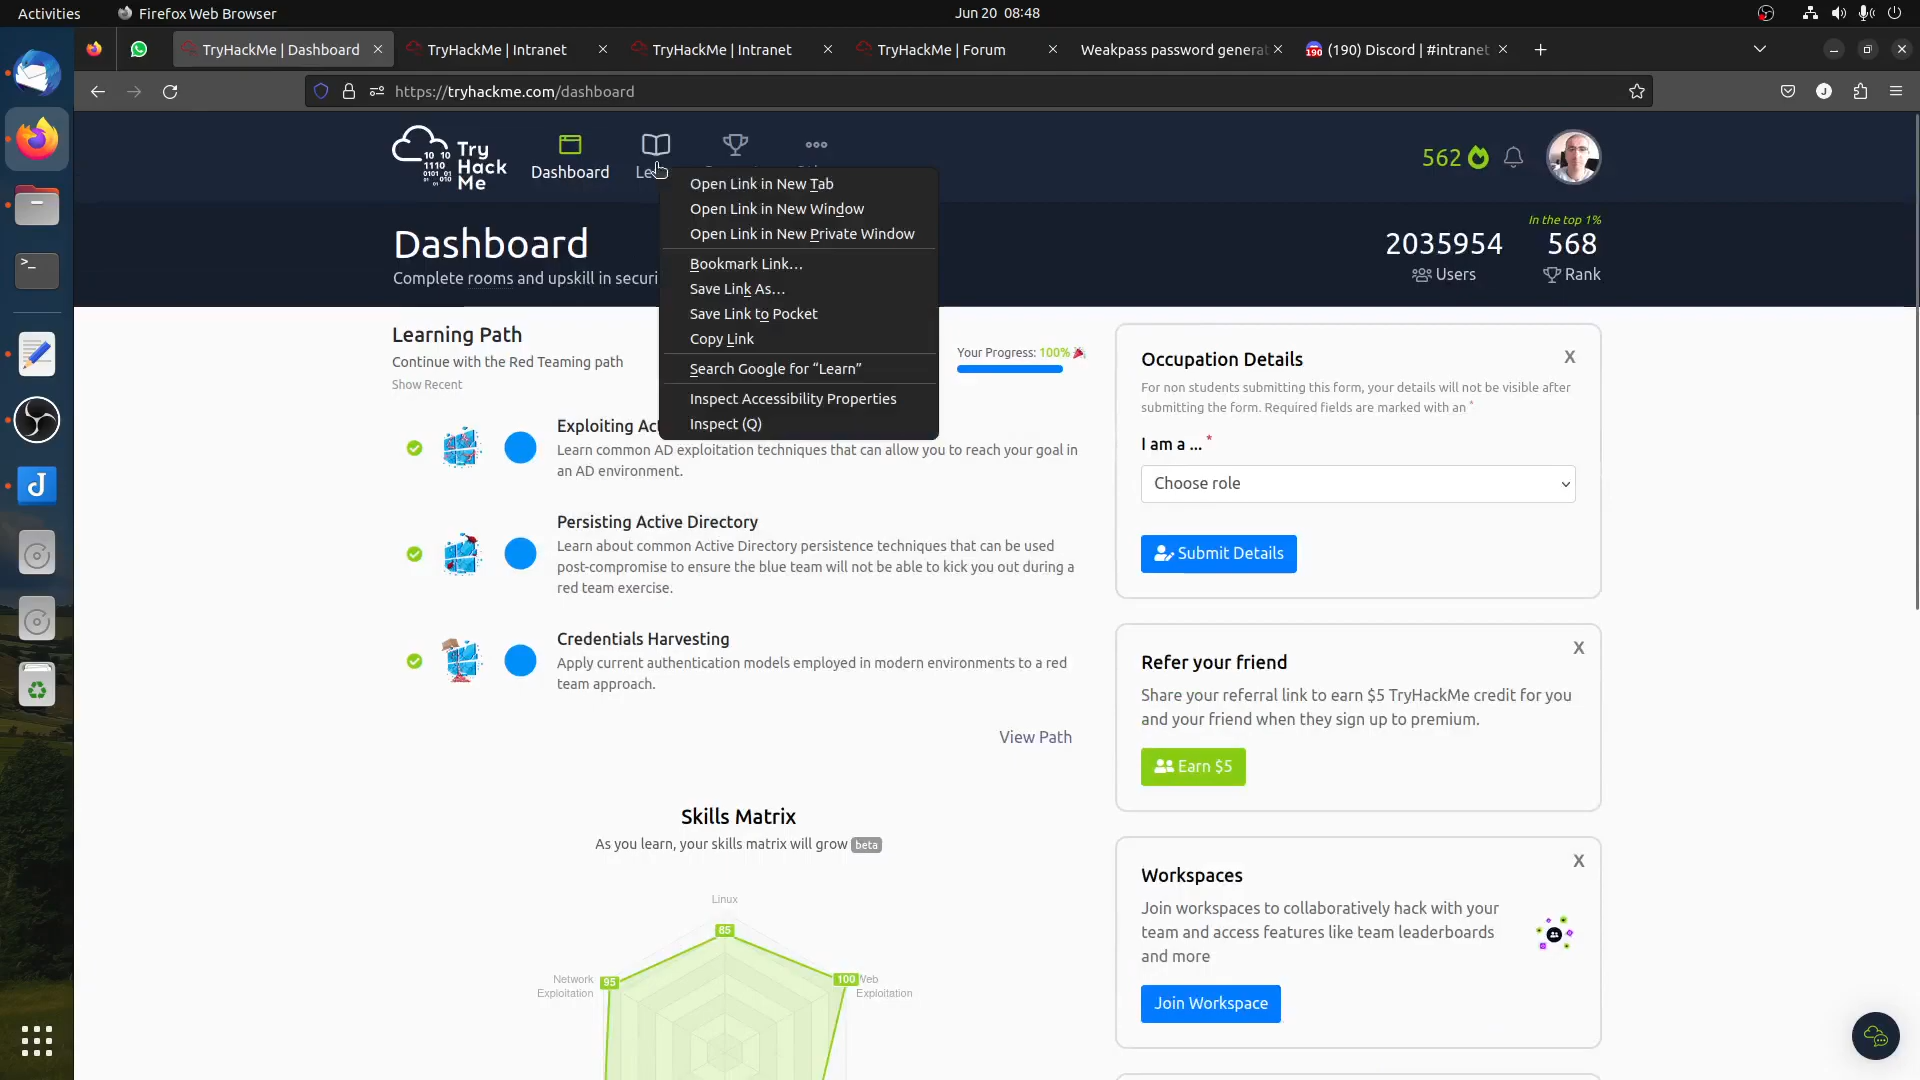 Activities
Firefox Web Browser
Jun 20 08:48
TryHackMe | Dashboard
TryHackMe | Intranet
TryHackMe | Intranet
TryHackMe | Forum
Weakpass password generat
(190) Discord | #intranet
https://tryhackme.com/dashboard
Try
Hack
Me
Dashboard
562
Open Link in New Tab
Open Link in New Window
Open Link in New Private Window
Bookmark Link…
Save Link As…
Save Link to Pocket
Copy Link
Search Google for “Learn”
Inspect Accessibility Properties
Inspect (Q)
Dashboard
Complete rooms and upskill in securi
In the top 1%
2035954
568
Users
Rank
Learning Path
Continue with the Red Teaming path
Show Recent
Your Progress: 100%
Exploiting Ac
Learn common AD exploitation techniques that can allow you to reach your goal in
an AD environment.
Persisting Active Directory
Learn about common Active Directory persistence techniques that can be used
post-compromise to ensure the blue team will not be able to kick you out during a
red team exercise.
Credentials Harvesting
Apply current authentication models employed in modern environments to a red
team approach.
View Path
Skills Matrix
As you learn, your skills matrix will grow beta
Linux
85
Network
Exploitation
95
100
Web
Exploitation
Occupation Details
X
For non students submitting this form, your details will not be visible after
submitting the form. Required fields are marked with an *
I am a ... *
Choose role
Submit Details
Refer your friend
X
Share your referral link to earn $5 TryHackMe credit for you
and your friend when they sign up to premium.
Earn $5
Workspaces
X
Join workspaces to collaboratively hack with your
team and access features like team leaderboards
and more
Join Workspace